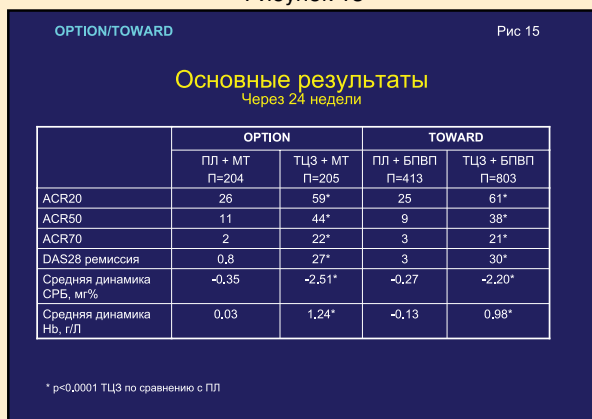 OPTION/TOWARD
Рис 15
Основные результаты
Через 24 недели
OPTION TOWARD
ПЛ + МТ ТЦЗ + МТ ПЛ + БПВП ТЦЗ + БПВП
П=204 П=205 П=413 П=803
ACR20 26 59* 25 61*
ACR50 11 44* 9 38*
ACR70 2 22* 3 21*
DAS28 ремиссия 0.8 27* 3 30*
Средняя динамика -0.35 -2.51* -0.27 -2.20*
СРБ, мг%
Средняя динамика 0.03 1.24* -0.13 0.98*
Hb, г/Л
* p<0.0001 ТЦЗ по сравнению с ПЛ